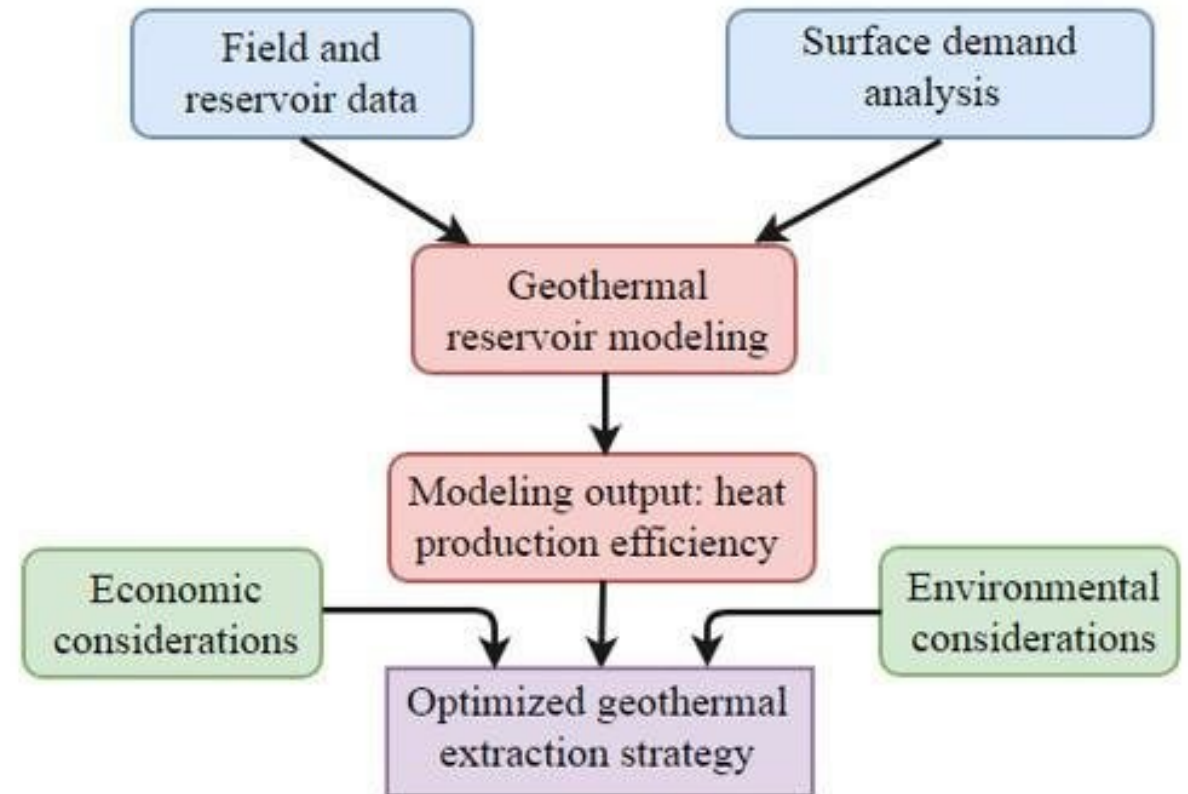 Field and
reservoir data
Surface demand
analysis
Geothermal
reservoir modeling
Modeling output: heat
production efficiency
Economic
considerations
Environmental
considerations
Optimized geothermal
extraction strategy